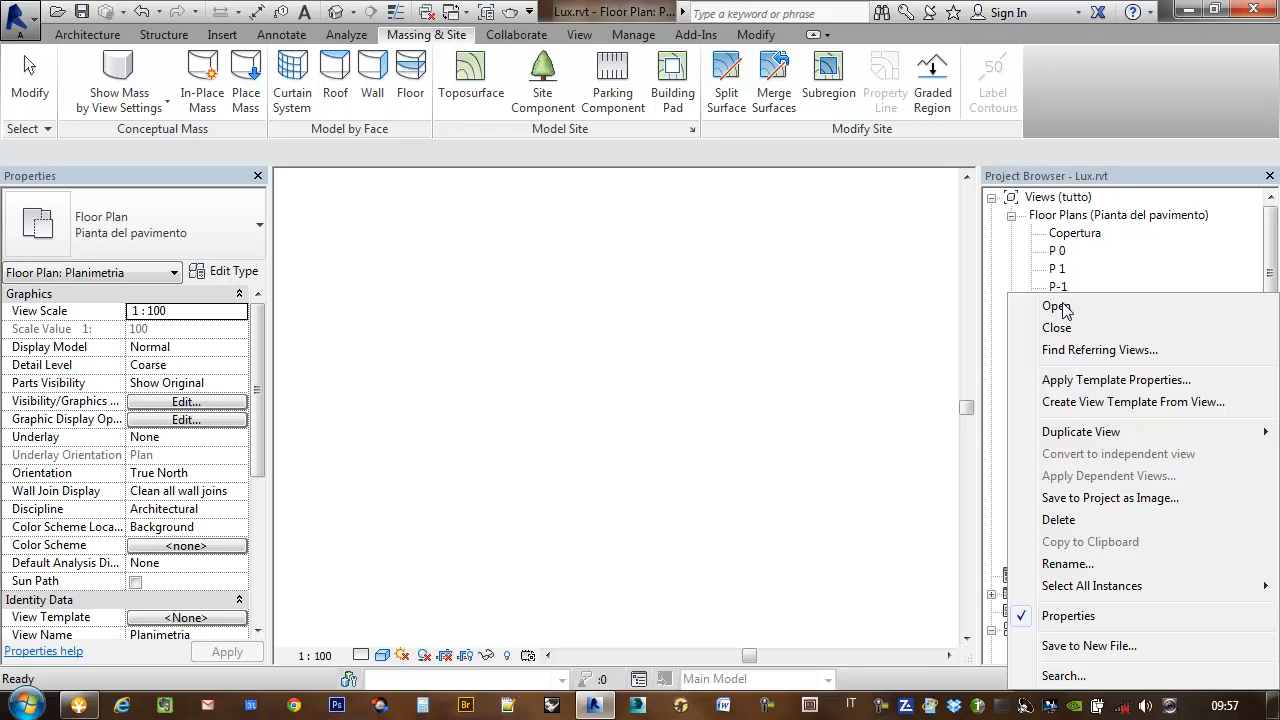 Lux.rvt - Floor Plan: P...
Type a keyword or phrase
Sign In
Architecture
Structure
Insert
Annotate
Analyze
Massing & Site
Collaborate
View
Manage
Add-Ins
Modify
Modify
Show Mass
by View Settings
In-Place
Mass
Place
Mass
Curtain
System
Roof
Wall
Floor
Toposurface
Site
Component
Parking
Component
Building
Pad
Split
Surface
Merge
Surfaces
Subregion
Property
Line
Graded
Region
50
Label
Contours
Select
Conceptual Mass
Model by Face
Model Site
Modify Site
Properties
Floor Plan
Pianta del pavimento
Floor Plan: Planimetria
Edit Type
Graphics
View Scale 1 : 100
Scale Value 1: 100
Display Model Normal
Detail Level Coarse
Parts Visibility Show Original
Visibility/Graphics ... Edit...
Graphic Display Op... Edit...
Underlay None
Underlay Orientation Plan
Orientation True North
Wall Join Display Clean all wall joins
Discipline Architectural
Color Scheme Loca... Background
Color Scheme <none>
Default Analysis Di... None
Sun Path
Identity Data
View Template <None>
View Name Planimetria
Properties help
Apply
Project Browser - Lux.rvt
Views (tutto)
Floor Plans (Pianta del pavimento)
Copertura
P 0
P 1
P-1
Open
Close
Find Referring Views...
Apply Template Properties...
Create View Template From View...
Duplicate View
Convert to independent view
Apply Dependent Views...
Save to Project as Image...
Delete
Copy to Clipboard
Rename...
Select All Instances
Properties
Save to New File...
Search...
1 : 100
Ready
:0
Main Model
IT
09:57